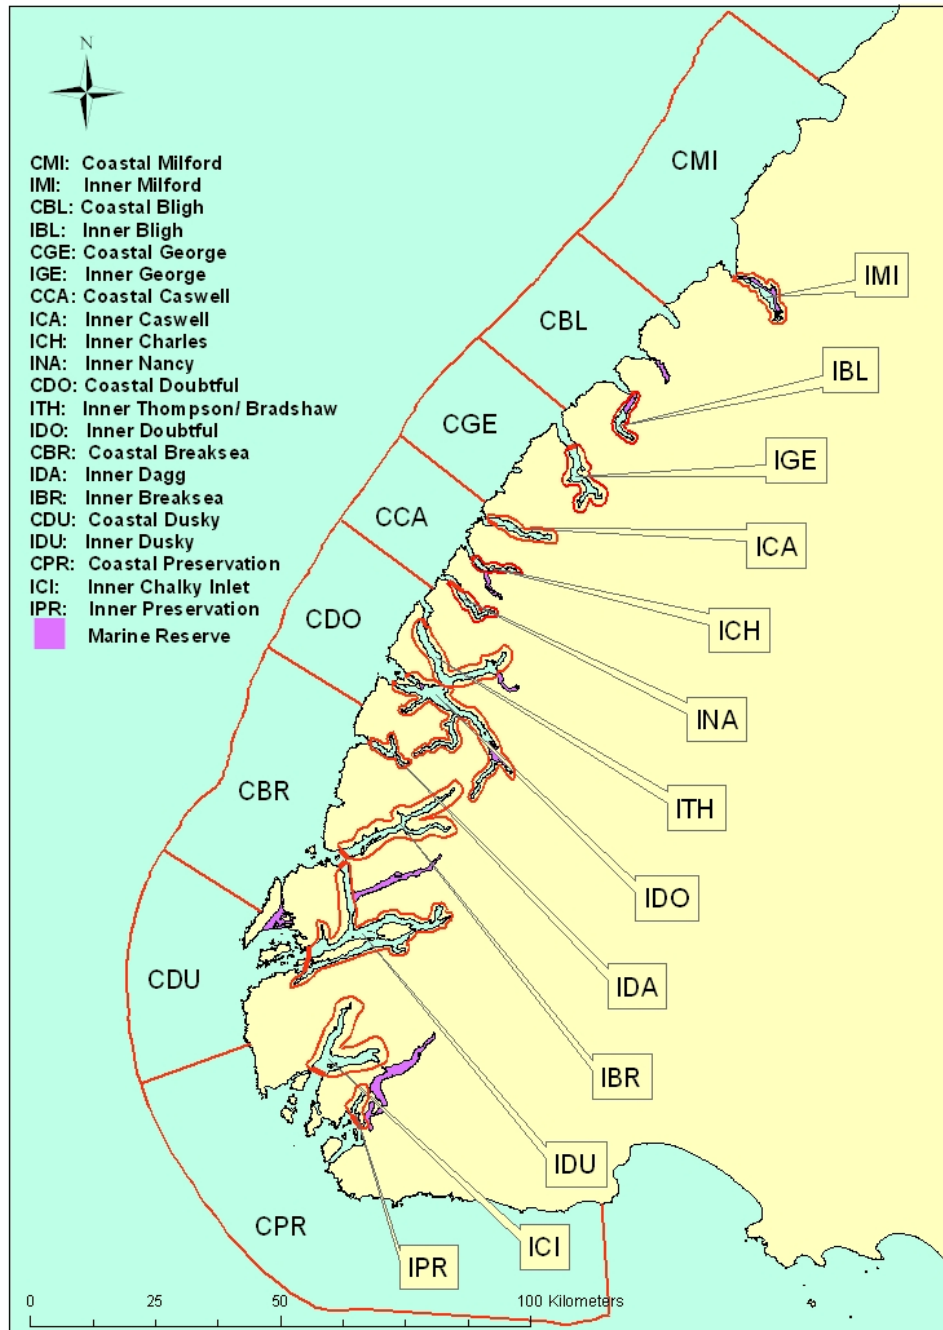 N
CMI: Coastal Milford
IMI: Inner Milford
CBL: Coastal Bligh
IBL: Inner Bligh
CGE: Coastal George
IGE: Inner George
CCA: Coastal Caswell
ICA: Inner Caswell
ICH: Inner Charles
INA: Inner Nancy
CDO: Coastal Doubtful
ITH: Inner Thompson/ Bradshaw
IDO: Inner Doubtful
CBR: Coastal Breaksea
IDA: Inner Dagg
IBR: Inner Breaksea
CDU: Coastal Dusky
IDU: Inner Dusky
CPR: Coastal Preservation
ICI: Inner Chalky Inlet
IPR: Inner Preservation
Marine Reserve
CMI
IMI
CBL
IBL
CGE
IGE
CCA
ICA
CDO
ICH
INA
CBR
ITH
IDO
CDU
IDA
IBR
IDU
CPR
ICI
IPR
0 25 50 100 Kilometers